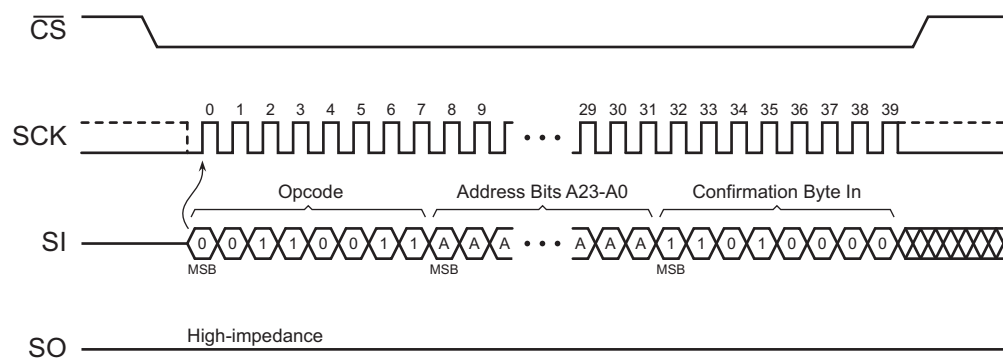 CS
SCK
0 1 2 3 4 5 6 7 8 9 29 30 31 32 33 34 35 36 37 38 39
Opcode Address Bits A23-A0 Confirmation Byte In
SI
0 0 1 1 0 0 1 1 A A A A A A 1 1 0 1 0 0 0 0
MSB MSB MSB
High-impedance
SO